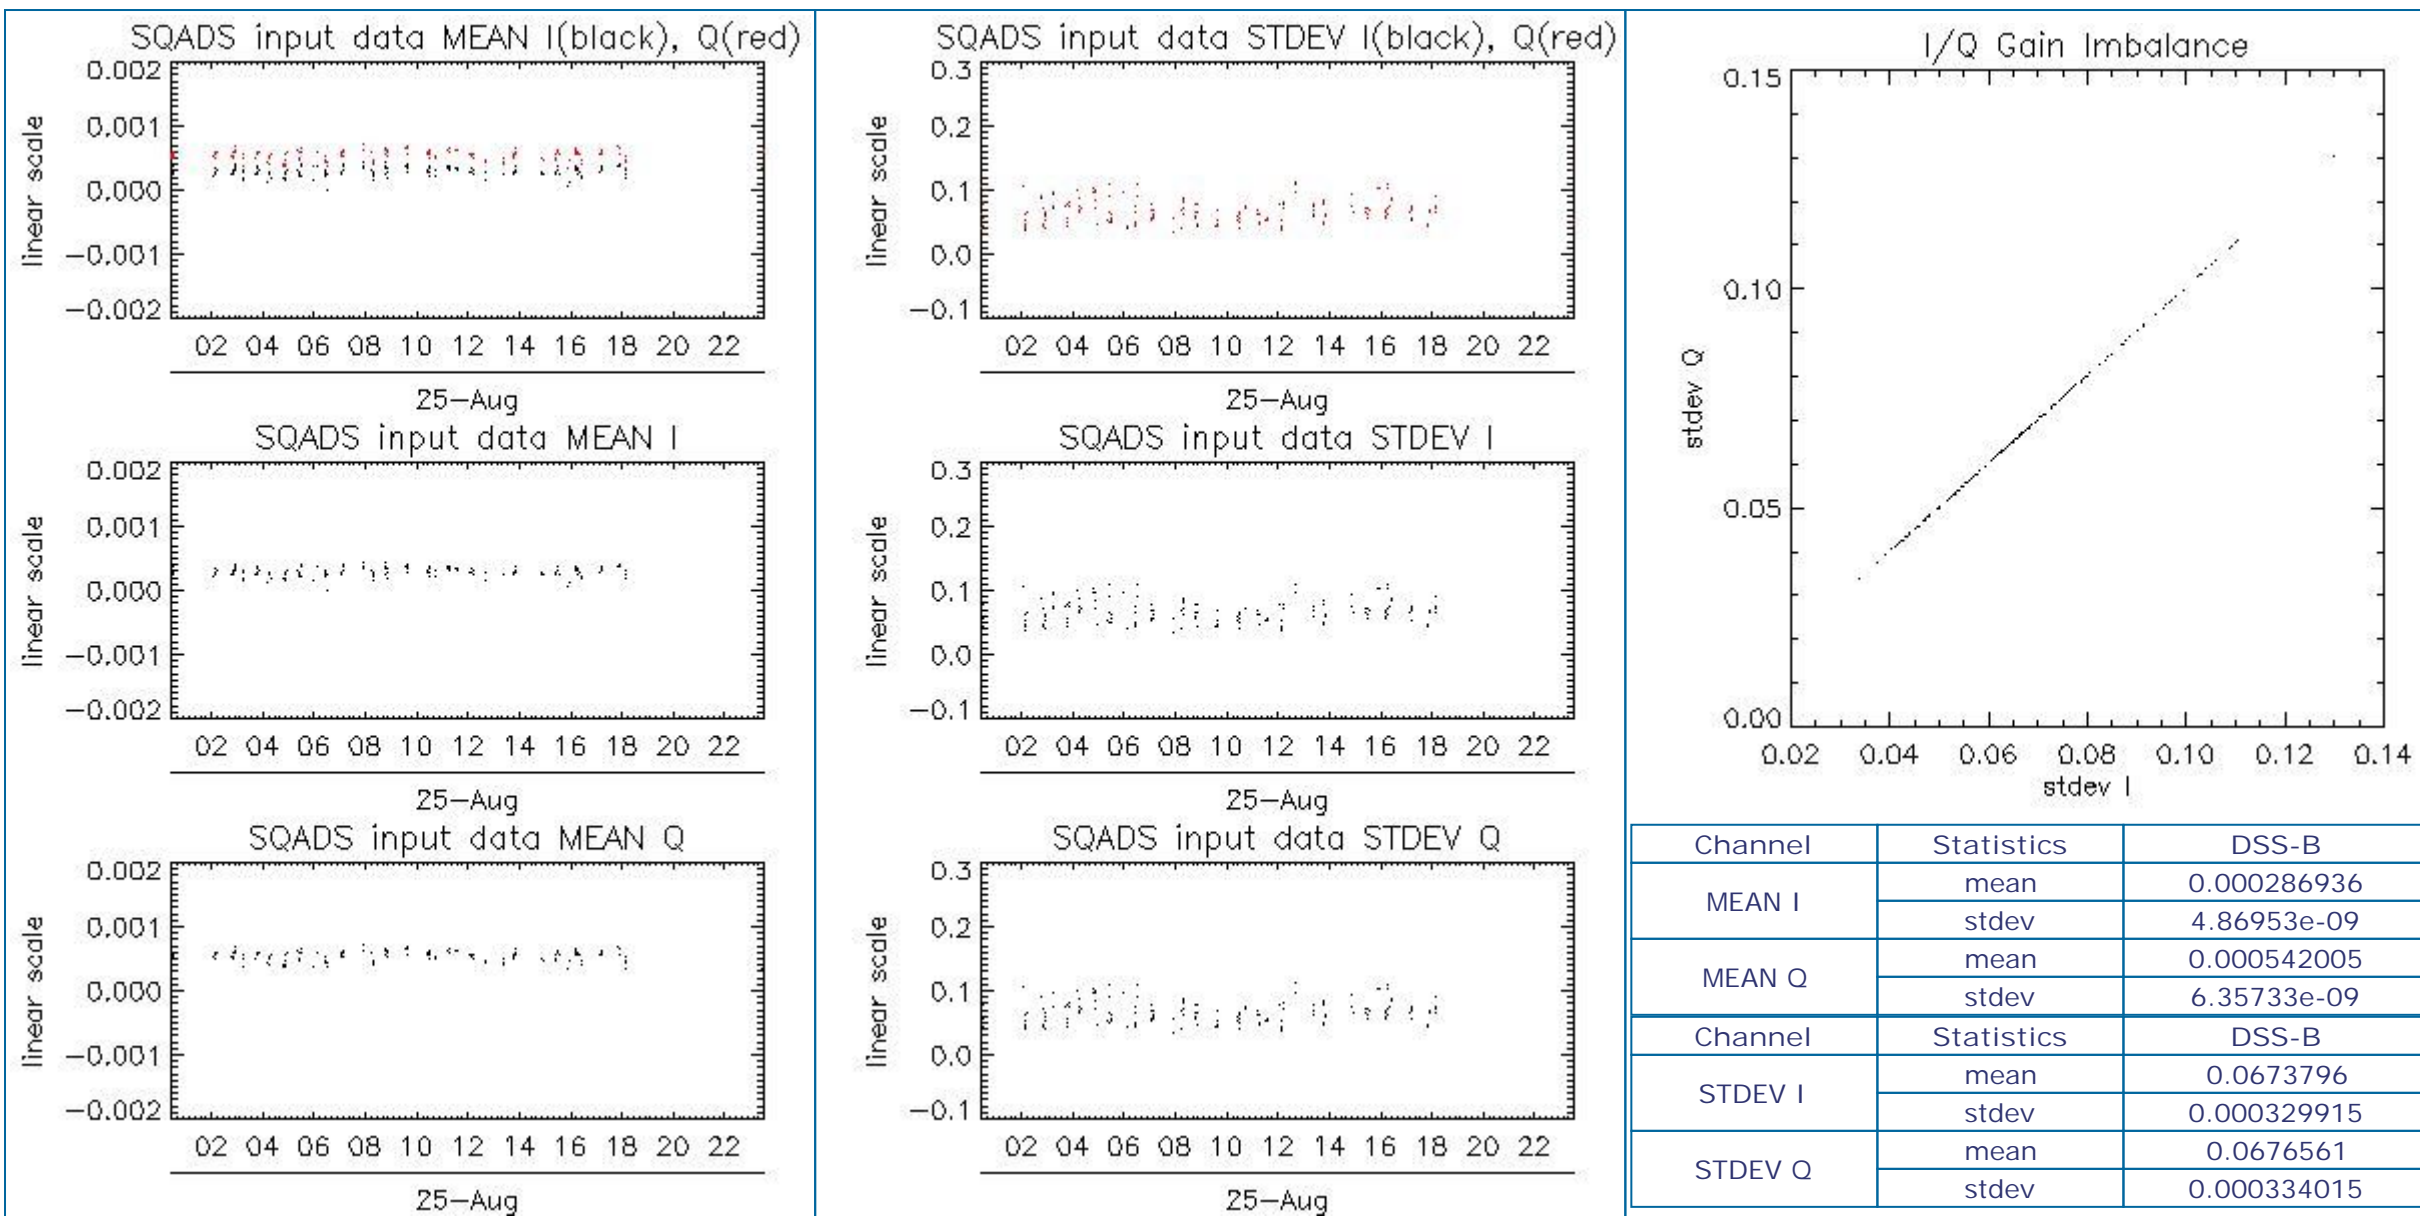 SQADS input data MEAN I(black), Q(red)
0.002
0.001
0.000
−0.001
−0.002
linear scale
02 04 06 08 10 12 14 16 18 20 22
25−Aug
SQADS input data MEAN I
0.002
0.001
0.000
−0.001
−0.002
linear scale
02 04 06 08 10 12 14 16 18 20 22
25−Aug
SQADS input data MEAN Q
0.002
0.001
0.000
−0.001
−0.002
linear scale
02 04 06 08 10 12 14 16 18 20 22
25−Aug
SQADS input data STDEV I(black), Q(red)
0.3
0.2
0.1
0.0
−0.1
linear scale
02 04 06 08 10 12 14 16 18 20 22
25−Aug
SQADS input data STDEV I
0.3
0.2
0.1
0.0
−0.1
linear scale
02 04 06 08 10 12 14 16 18 20 22
25−Aug
SQADS input data STDEV Q
0.3
0.2
0.1
0.0
−0.1
linear scale
02 04 06 08 10 12 14 16 18 20 22
25−Aug
I/Q Gain Imbalance
0.15
0.10
0.05
0.00
stdev Q
0.02 0.04 0.06 0.08 0.10 0.12 0.14
stdev I
Channel Statistics DSS-B
MEAN I mean 0.000286936
stdev 4.86953e-09
MEAN Q mean 0.000542005
stdev 6.35733e-09
Channel Statistics DSS-B
STDEV I mean 0.0673796
stdev 0.000329915
STDEV Q mean 0.0676561
stdev 0.000334015